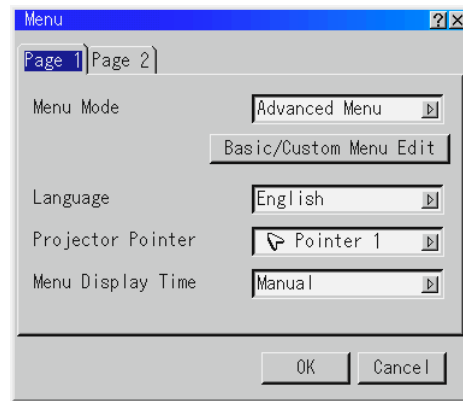 Menu ? ×
Page 1 Page 2
Menu Mode Advanced Menu
Basic/Custom Menu Edit
Language English
Projector Pointer Pointer 1
Menu Display Time Manual
OK Cancel